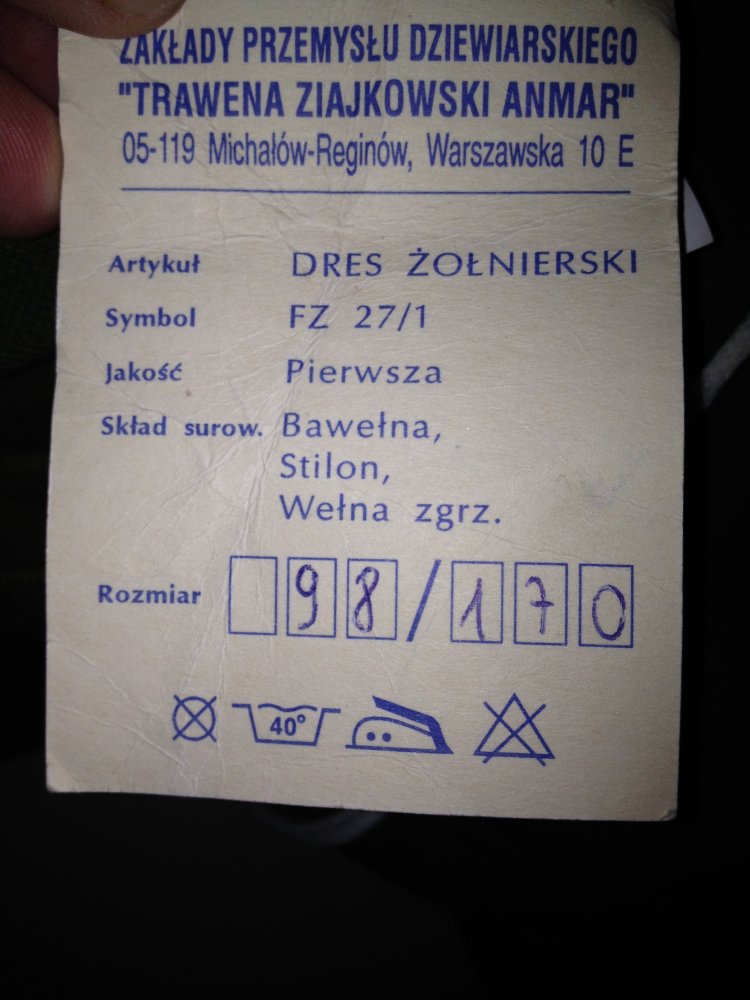 ZAKŁADY PRZEMYSŁU DZIEWIARSKIEGO
"TRAWENA ZIAJKOWSKI ANMAR"
05-119 Michałów-Reginów, Warszawska 10 E
Artykuł DRES ŻOŁNIERSKI
Symbol FZ 27/1
Jakość Pierwsza
Skład surow. Bawełna,
Stilon,
Wełna zgrz.
Rozmiar 98/170
40°